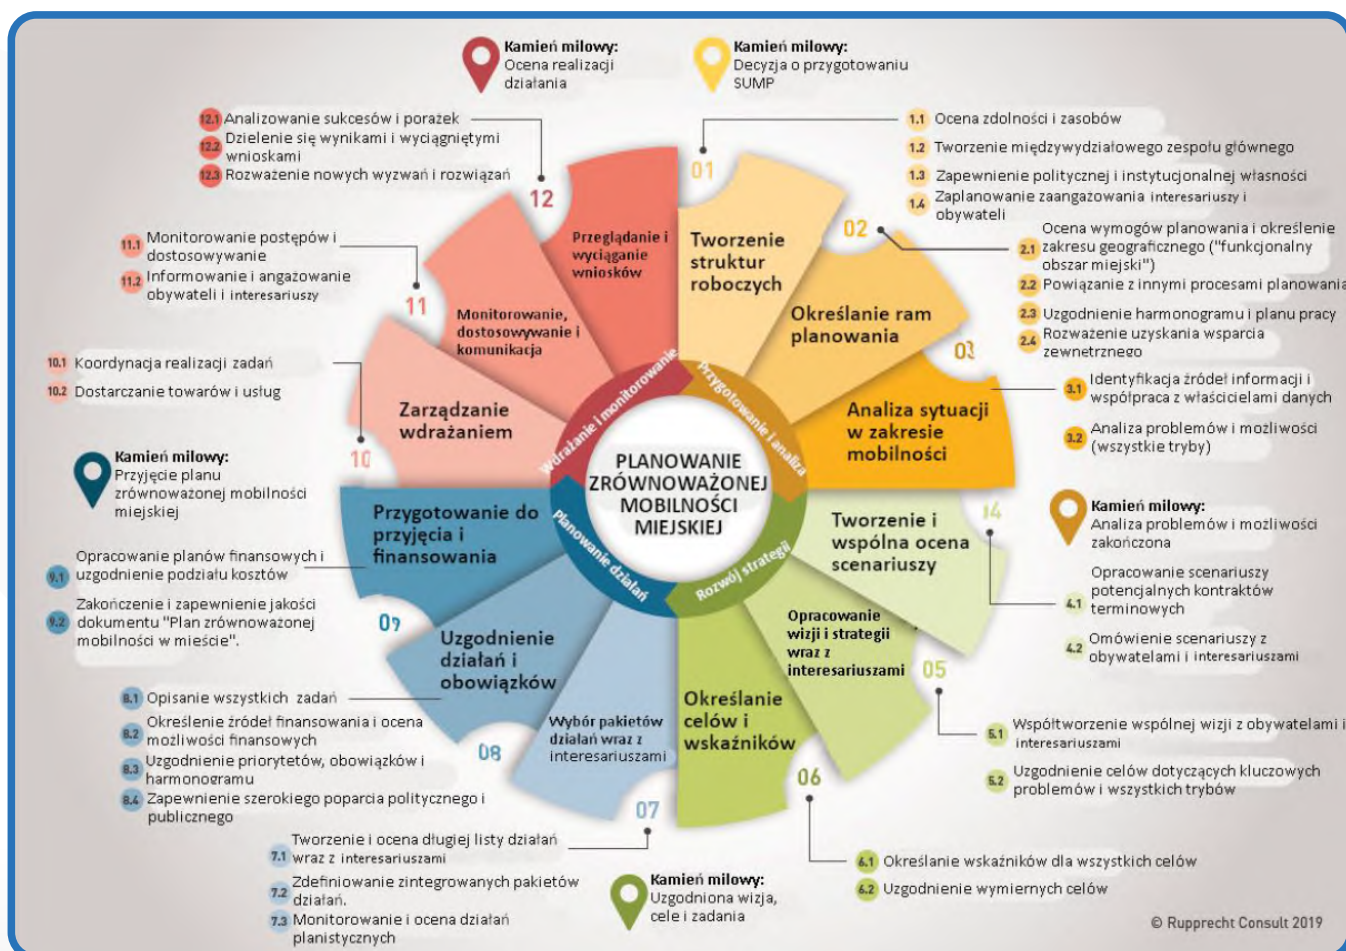 Kamień milowy:
Ocena realizacji
działania
Kamień milowy:
Decyzja o przygotowaniu
SUMP
12.1 Analizowanie sukcesów i porażek
12.2 Dzielenie się wynikami i wyciągniętymi
wnioskami
12.3 Rozważenie nowych wyzwań i rozwiązań
1.1 Ocena zdolności i zasobów
1.2 Tworzenie międzywydziałowego zespołu głównego
1.3 Zapewnienie politycznej i instytucjonalnej własności
1.4 Zaplanowanie zaangażowania interesariuszy i
obywateli
11.1 Monitorowanie postępów i
dostosowywanie
11.2 Informowanie i angażowanie
obywateli i interesariuszy
2.1 Ocena wymogów planowania i określenie
zakresu geograficznego ("funkcjonalny
obszar miejski")
2.2 Powiązanie z innymi procesami planowania
2.3 Uzgodnienie harmonogramu i planu pracy
2.4 Rozważenie uzyskania wsparcia
zewnetrznego
10.1 Koordynacja realizacji zadań
10.2 Dostarczanie towarów i usług
3.1 Identyfikacja źródeł informacji i
współpraca z właścicielami danych
3.2 Analiza problemów i możliwości
(wszystkie tryby)
Kamień milowy:
Przyjęcie planu
zrównoważonej mobilności
miejskiej
Kamień milowy:
Analiza problemów i możliwości
zakończona
9.1 Opracowanie planów finansowych i
uzgodnienie podziału kosztów
9.2 Zakończenie i zapewnienie jakości
dokumentu "Plan zrównoważonej
mobilności w mieście".
4.1 Opracowanie scenariuszy
potencjalnych kontraktów
terminowych
4.2 Omówienie scenariuszy z
obywatelami i interesariuszami
8.1 Opisanie wszystkich zadań
8.2 Określenie źródeł finansowania i ocena
możliwości finansowych
8.3 Uzgodnienie priorytetów, obowiązków i
harmonogramu
8.4 Zapewnienie szerokiego poparcia politycznego i
publicznego
5.1 Współtworzenie wspólnej wizji z obywatelami i
interesariuszami
5.2 Uzgodnienie celów dotyczących kluczowych
problemów i wszystkich trybów
7.1 Tworzenie i ocena długiej listy działań
wraz z interesariuszami
7.2 Zdefiniowanie zintegrowanych pakietów
działań.
7.3 Monitorowanie i ocena działań
planistycznych
Kamień milowy:
Uzgodniona wizja,
cele i zadania
6.1 Określanie wskaźników dla wszystkich celów
6.2 Uzgodnienie wymiernych celów
01
Tworzenie
struktur
roboczych
02
Określanie ram
planowania
03
Analiza sytuacji
w zakresie
mobilności
04
Tworzenie i
wspólna ocena
scenariuszy
05
Opracowanie
wizji i strategii
wraz z
interesariuszami
06
Określanie
celów i
wskaźników
07
Wybór pakietów
działań wraz z
interesariuszami
08
Uzgodnienie
działań i
obowiązków
09
Przygotowanie do
przyjęcia i
finansowania
10
Zarządzanie
wdrażaniem
11
Monitorowanie,
dostosowywanie i
komunikacja
12
Przeglądanie i
wyciąganie
wniosków
Przygotowanie i analiza
Rozwój strategii
Planowanie działań
Wdrażanie i monitorowanie
PLANOWANIE
ZRÓWNOWAŻONEJ
MOBILNOŚCI
MIEJSKIEJ
© Rupprecht Consult 2019